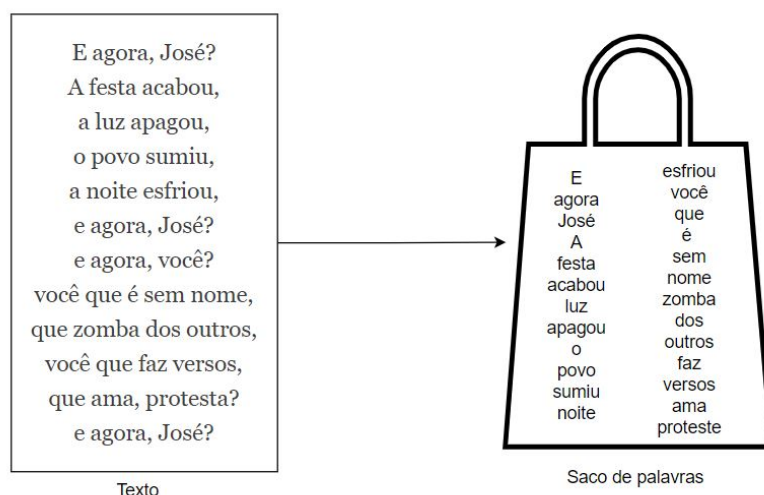 E agora, José?
A festa acabou,
a luz apagou,
o povo sumiu,
a noite esfriou,
e agora, José?
e agora, você?
você que é sem nome,
que zomba dos outros,
você que faz versos,
que ama, protesta?
e agora, José?
Texto
E
agora
José
A
festa
acabou
luz
apagou
o
povo
sumiu
noite
esfriou
você
que
é
sem
nome
zomba
dos
outros
faz
versos
ama
proteste
Saco de palavras